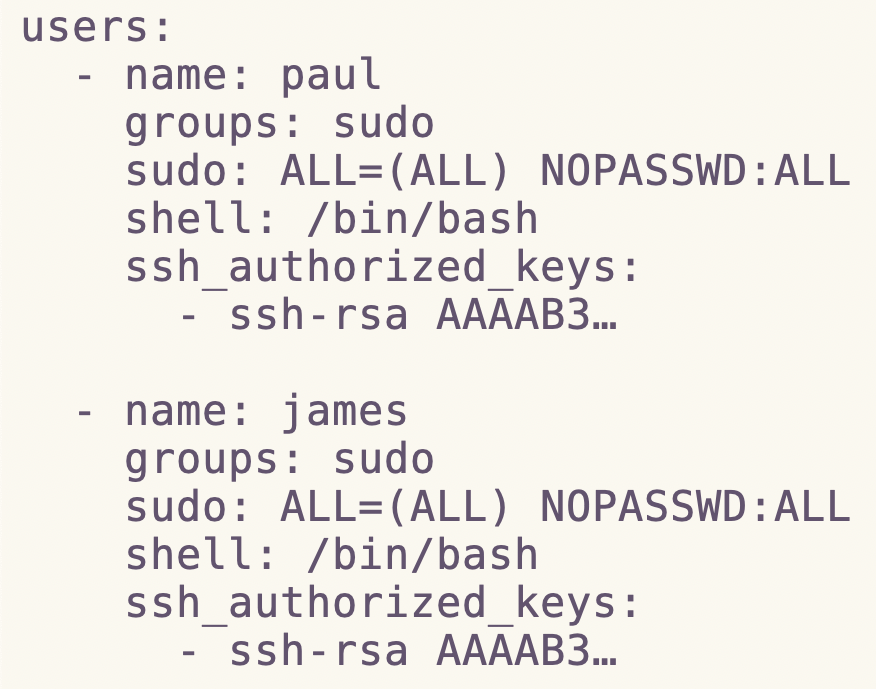 users:
  - name: paul
    groups: sudo
    sudo: ALL=(ALL) NOPASSWD:ALL
    shell: /bin/bash
    ssh_authorized_keys:
      - ssh-rsa AAAAB3…

  - name: james
    groups: sudo
    sudo: ALL=(ALL) NOPASSWD:ALL
    shell: /bin/bash
    ssh_authorized_keys:
      - ssh-rsa AAAAB3…